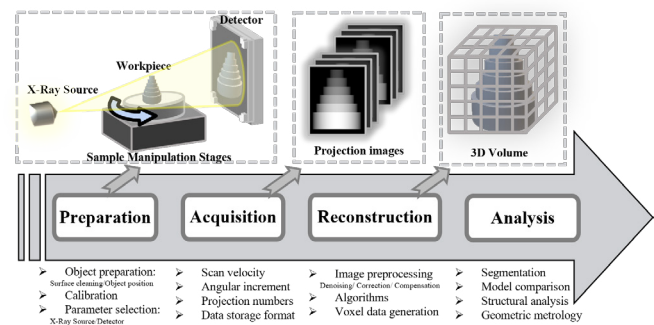 Detector
Workpiece
X-Ray Source
Sample Manipulation Stages
Projection images
3D Volume
Preparation
Acquisition
Reconstruction
Analysis
➤ Object preparation:
Surface cleaning/Object position
➤ Calibration
➤ Parameter selection:
X-Ray Source/Detector
➤ Scan velocity
➤ Angular increment
➤ Projection numbers
➤ Data storage format
➤ Image preprocessing
Denoising/ Correction/ Compensation
➤ Algorithms
➤ Voxel data generation
➤ Segmentation
➤ Model comparison
➤ Structural analysis
➤ Geometric metrology